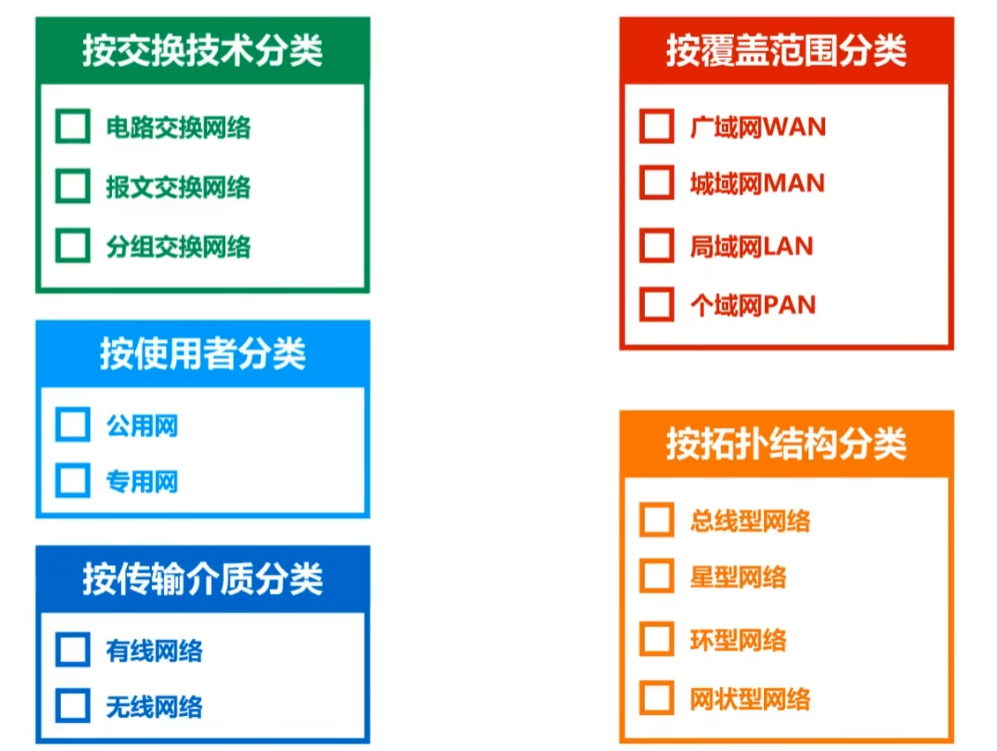 按交换技术分类
电路交换网络
报文交换网络
分组交换网络
按使用者分类
公用网
专用网
按传输介质分类
有线网络
无线网络
按覆盖范围分类
广域网WAN
城域网MAN
局域网LAN
个域网PAN
按拓扑结构分类
总线型网络
星型网络
环型网络
网状型网络